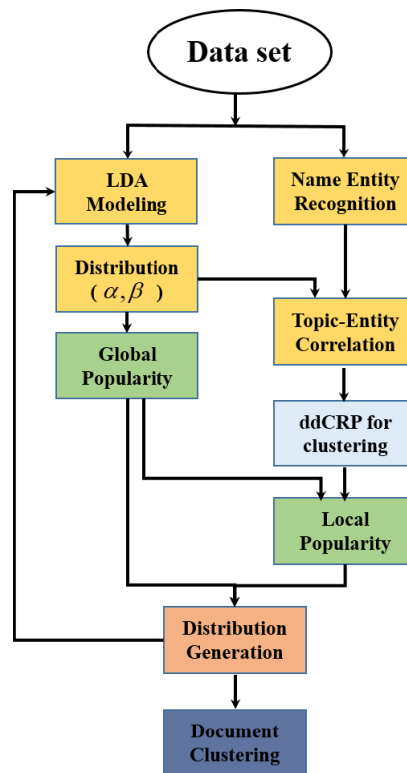 Data set
LDA
Modeling
Name Entity
Recognition
Distribution
( α, β )
Topic-Entity
Correlation
Global
Popularity
ddCRP for
clustering
Local
Popularity
Distribution
Generation
Document
Clustering